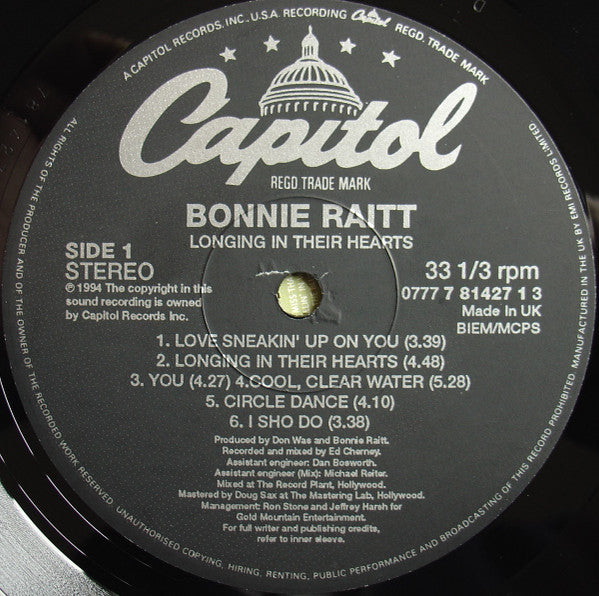 A CAPITOL RECORDS, INC. U.S.A. RECORDING Capitol REGD. TRADE MARK
Capitol
REGD TRADE MARK
BONNIE RAITT
LONGING IN THEIR HEARTS
SIDE 1
STEREO
℗ 1994 The copyright in this
sound recording is owned
by Capitol Records Inc.
33 1/3 rpm
0777 7 81427 1 3
Made In UK
BIEM/MCPS
1. LOVE SNEAKIN' UP ON YOU (3.39)
2. LONGING IN THEIR HEARTS (4.48)
3. YOU (4.27) 4.COOL, CLEAR WATER (5.28)
5. CIRCLE DANCE (4.10)
6. I SHO DO (3.38)
Produced by Don Was and Bonnie Raitt.
Recorded and mixed by Ed Cherney.
Assistant engineer: Dan Bosworth.
Assistant engineer (Mix): Michael Reiter.
Mixed at The Record Plant, Hollywood.
Mastered by Doug Sax at The Mastering Lab, Hollywood.
Management: Ron Stone and Jeffrey Harsh for
Gold Mountain Entertainment.
For full writer and publishing credits,
refer to inner sleeve.
ALL RIGHTS OF THE PRODUCER AND OF THE OWNER OF THE RECORDED WORK RESERVED. UNAUTHORISED COPYING, HIRING, RENTING, PUBLIC PERFORMANCE AND BROADCASTING OF THIS RECORD PROHIBITED. MANUFACTURED IN THE UK BY EMI RECORDS LIMITED